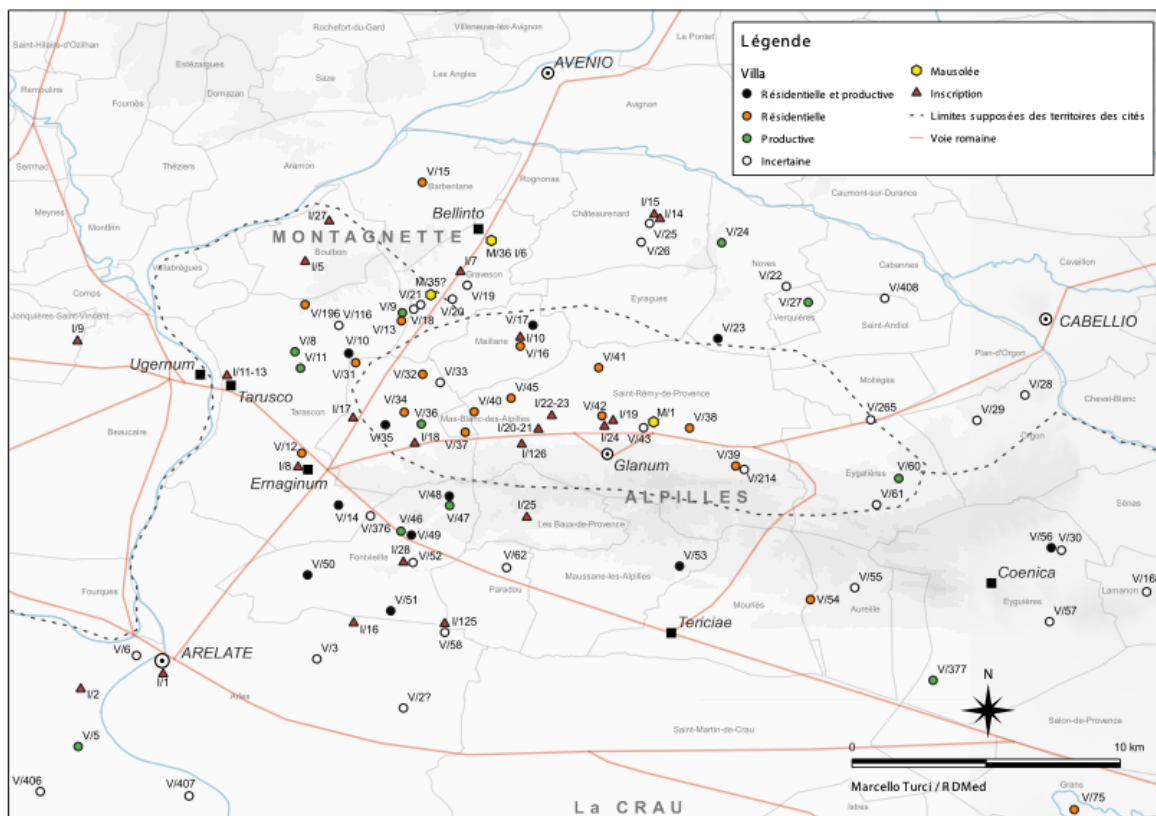 Rochefort-du-Gard
Villeneuve-lès-Avignon
Saint-Hilaire-d'Ozilhan
Le Pontet
Estézargues
Saze
Les Angles
AVENIO
Remoulins
Domazan
Fournès
Avignon
Théziers
Aramon
Sernhac
V/15
Barbentane
Rognonas
Caumont-sur-Durance
Meynes
Montfrin
I/27
Bellinto
Châteaurenard
I/15
I/14
V/25
V/26
V/24
MONTAGNETTE
M/36 I/6
Boulbon
I/5
I/7
Graveson
Vallabrègues
Noves
Cabannes
Cavaillon
V/22
V/408
Comps
M/35?
V/21
V/19
V/9
V/20
V/18
V/13
V/196
V/116
Eyragues
V/27
Verquières
Saint-Andiol
CABELLIO
Jonquières-Saint-Vincent
I/9
V/17
I/10
Maillane
V/16
V/23
V/8
V/10
V/11
V/31
V/41
Plan-d'Orgon
Ugernum
I/11-13
Tarusco
V/32
V/33
Saint-Rémy-de-Provence
Mollégès
V/28
Cheval-Blanc
Tarascon
I/17
V/34
V/36
V/40
V/45
I/22-23
V/42
I/19
M/1
V/38
V/265
V/29
Orgon
Beaucaire
V/35
I/18
Mas-Blanc-des-Alpilles
V/37
I/20-21
I/24
V/43
I/126
Glanum
V/12
I/8
Ernaginum
V/39
V/214
Eygalières
V/60
V/61
ALPILLES
Sénas
V/48
V/47
I/25
Les Baux-de-Provence
V/14
V/376
V/46
V/49
V/56
V/30
I/28
V/52
Fontvieille
V/62
V/53
V/50
Paradou
Maussane-les-Alpilles
V/55
Coenica
V/168
Lamanon
Fourques
V/51
Mouriès
V/54
Aureille
Eyguières
V/57
I/16
I/125
V/58
Tericiae
V/6
ARELATE
I/1
V/3
V/377
I/2
Arles
V/2?
N
Saint-Martin-de-Crau
Salon-de-Provence
V/5
0
10 km
V/406
V/407
Marcello Turci / RDMed
Grans
La CRAU
Istres
V/75
Légende
Villa
Résidentielle et productive
Résidentielle
Productive
Incertaine
Mausolée
Inscription
Limites supposées des territoires des cités
Voie romaine